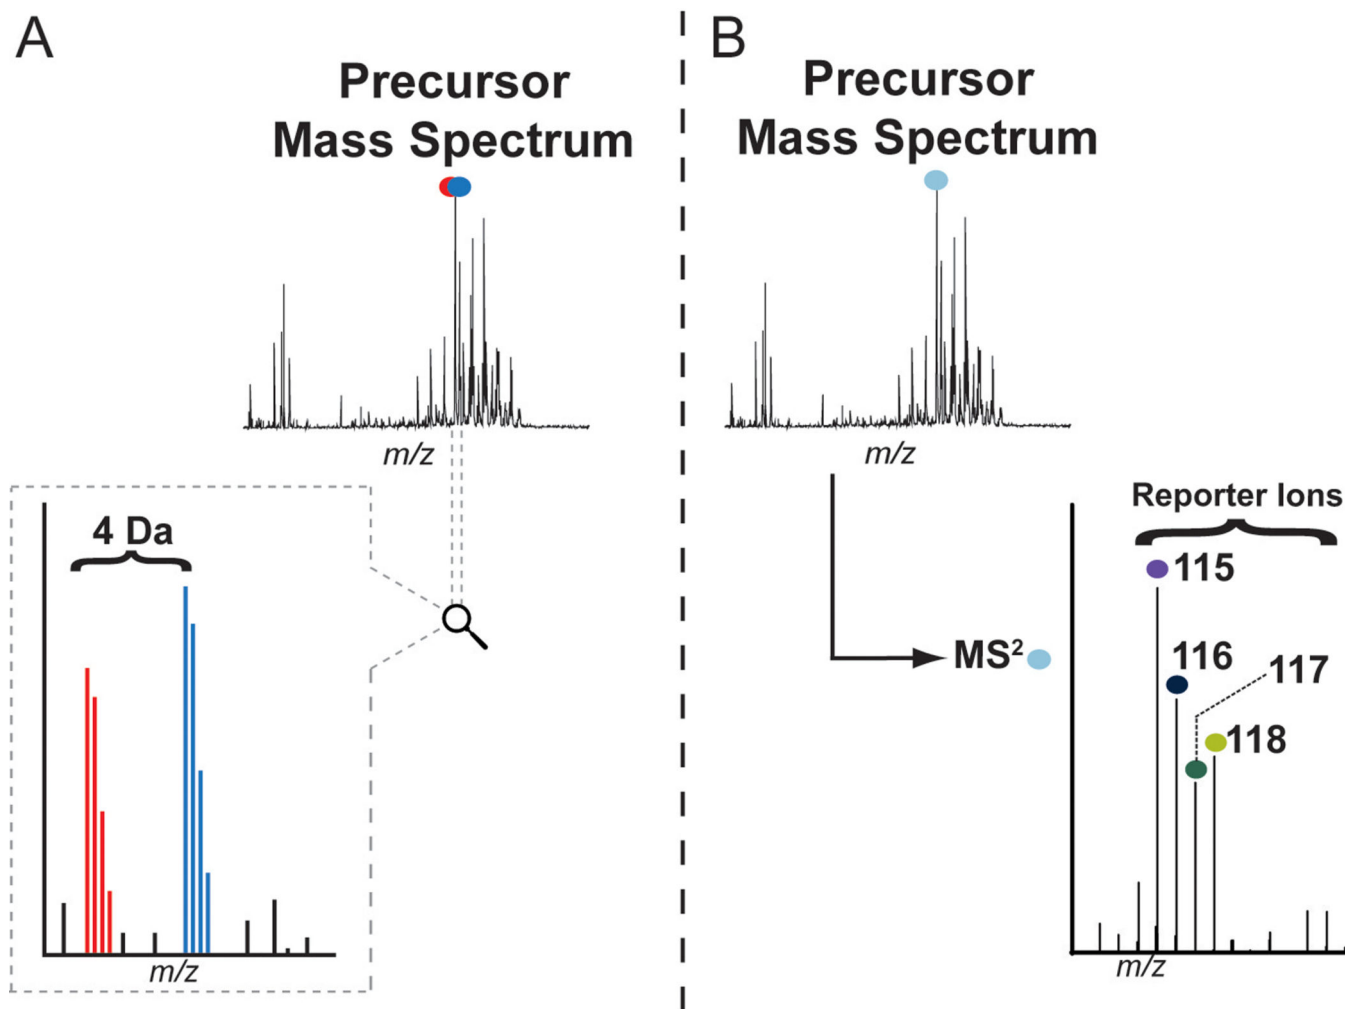 A
Precursor
Mass Spectrum
m/z
4 Da
m/z
B
Precursor
Mass Spectrum
m/z
Reporter Ions
115
116
117
MS²
118
m/z